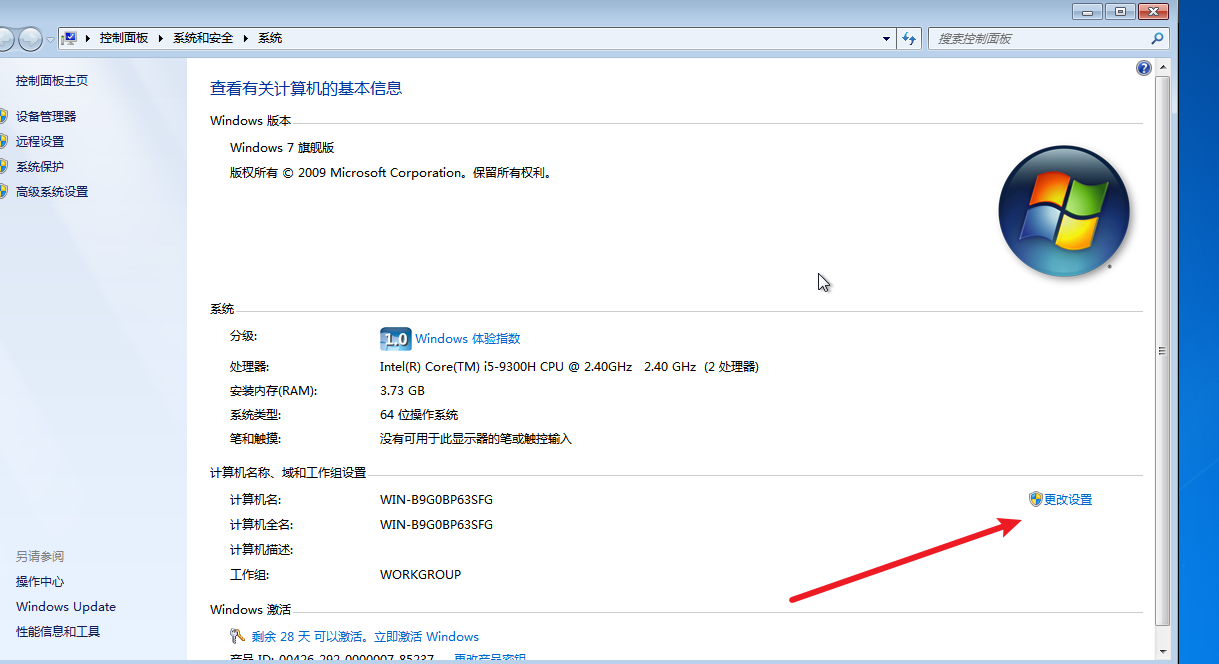 控制面板 ▸ 系统和安全 ▸ 系统
搜索控制面板
控制面板主页
设备管理器
远程设置
系统保护
高级系统设置
另请参阅
操作中心
Windows Update
性能信息和工具
查看有关计算机的基本信息
Windows 版本
Windows 7 旗舰版
版权所有 © 2009 Microsoft Corporation。保留所有权利。
系统
分级: 1.0 Windows 体验指数
处理器: Intel(R) Core(TM) i5-9300H CPU @ 2.40GHz 2.40 GHz (2 处理器)
安装内存(RAM): 3.73 GB
系统类型: 64 位操作系统
笔和触摸: 没有可用于此显示器的笔或触控输入
计算机名称、域和工作组设置
计算机名: WIN-B9G0BP63SFG 更改设置
计算机全名: WIN-B9G0BP63SFG
计算机描述:
工作组: WORKGROUP
Windows 激活
剩余 28 天 可以激活。立即激活 Windows
产品 ID: 00426-292-0000007-85237 更改产品密钥